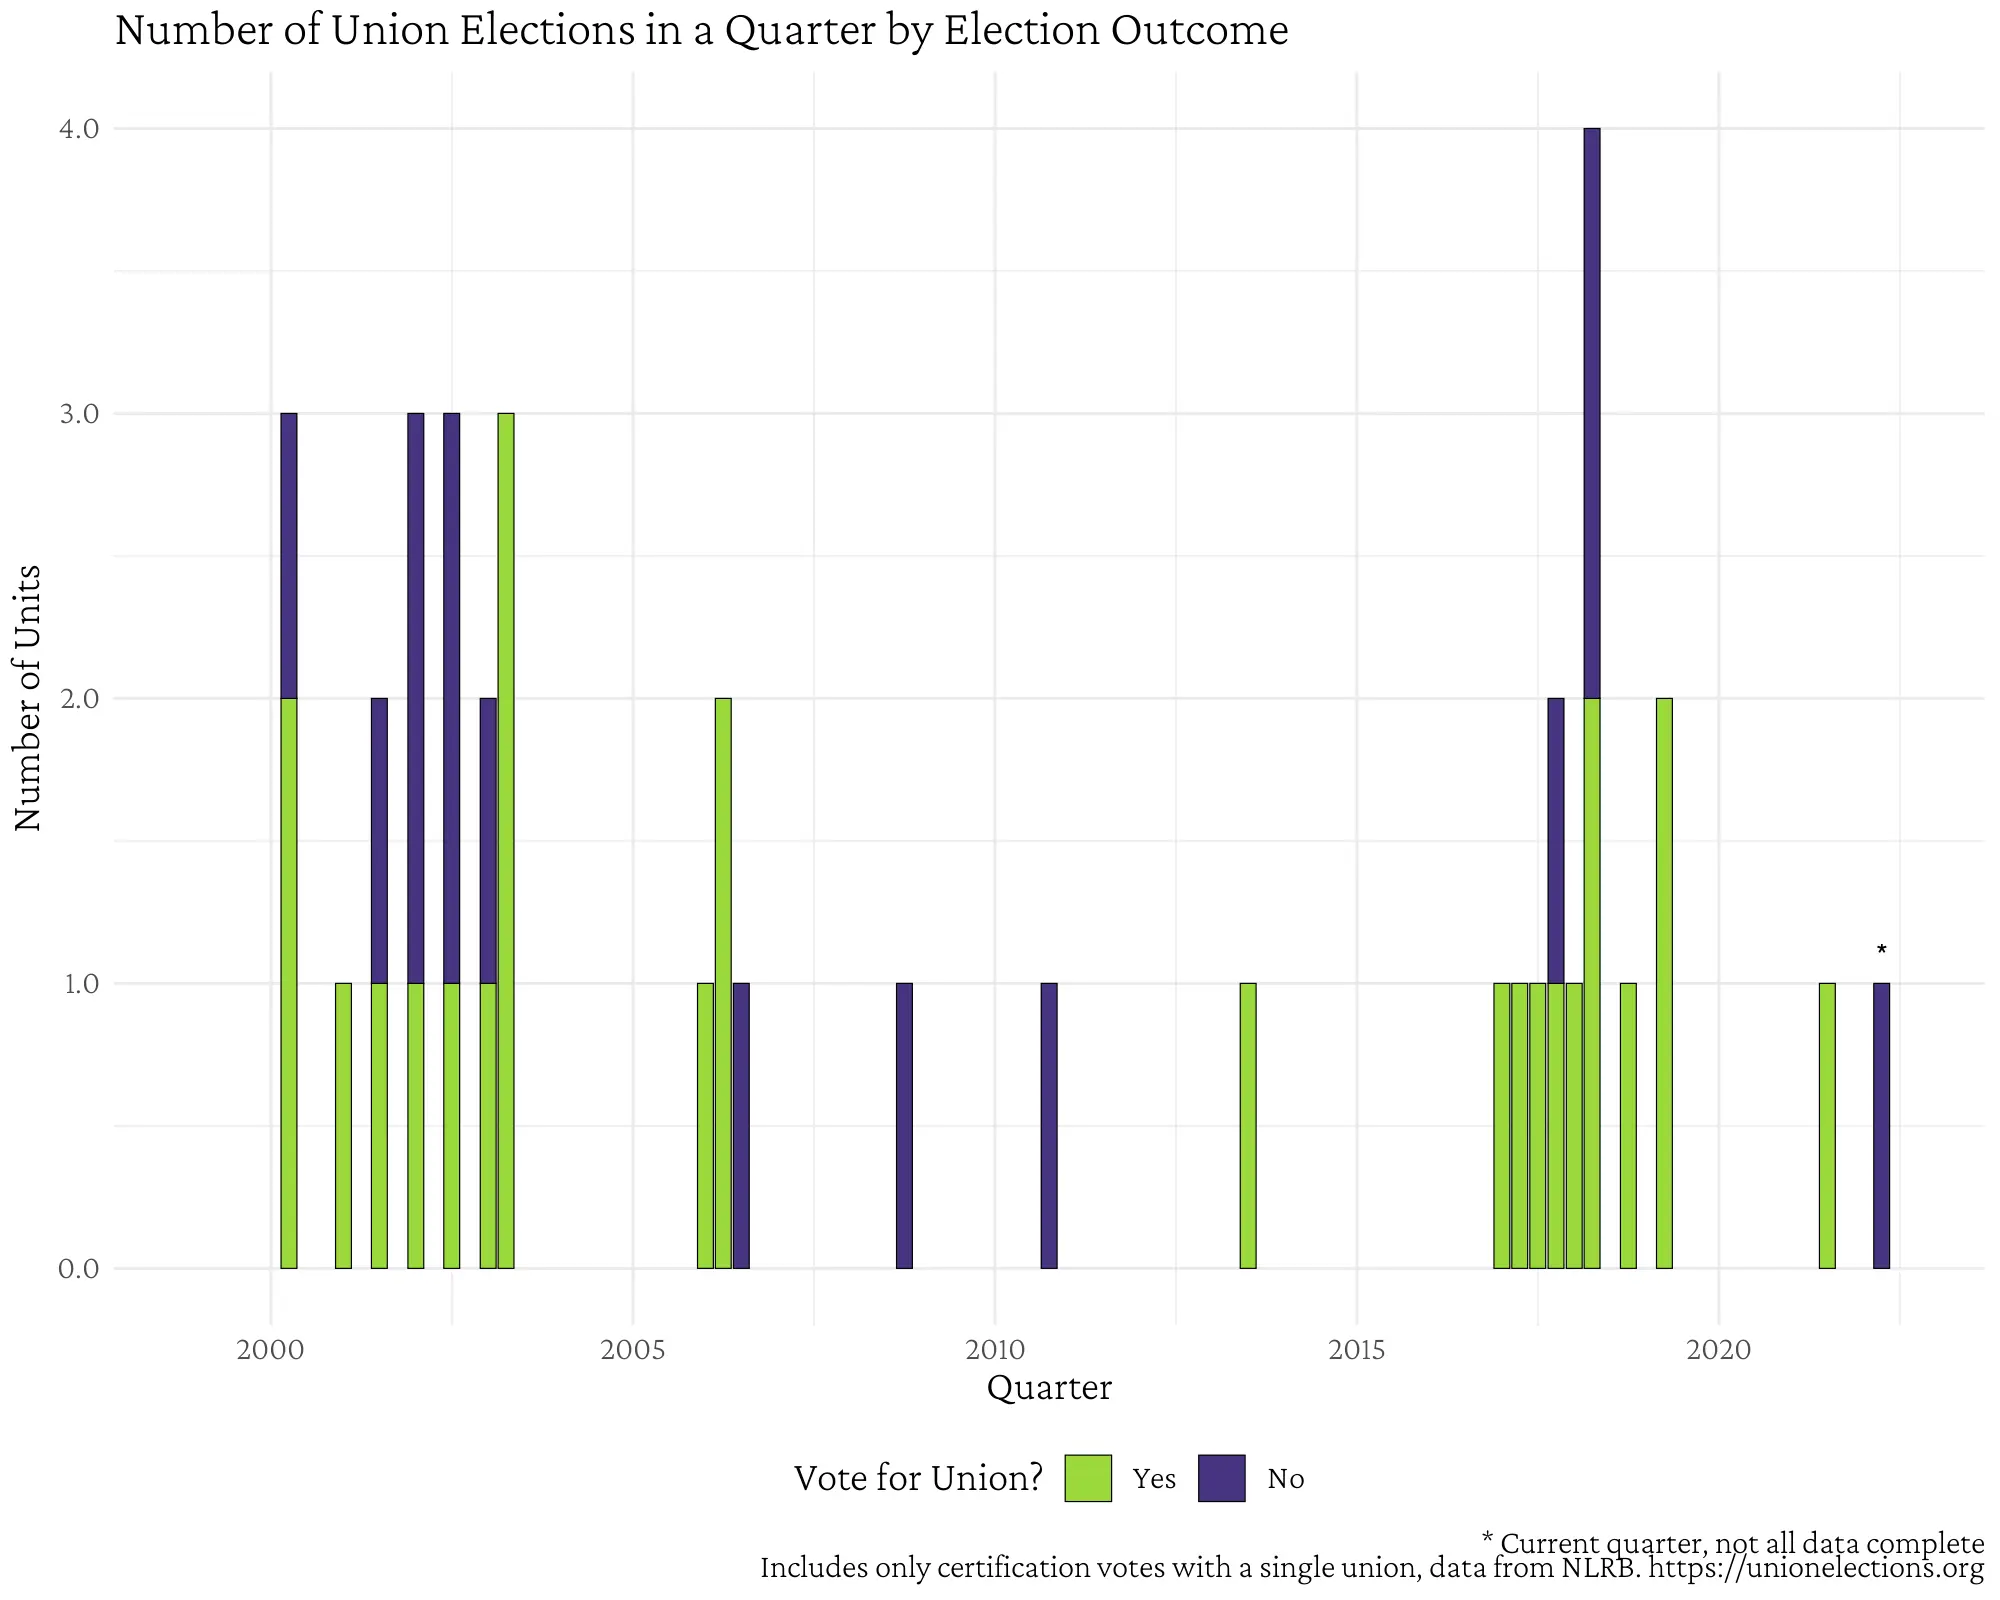 Number of Union Elections in a Quarter by Election Outcome
4.0
3.0
2.0
1.0
0.0
Number of Units
*
2000 2005 2010 2015 2020
Quarter
Vote for Union? Yes No
* Current quarter, not all data complete
Includes only certification votes with a single union, data from NLRB. https://unionelections.org